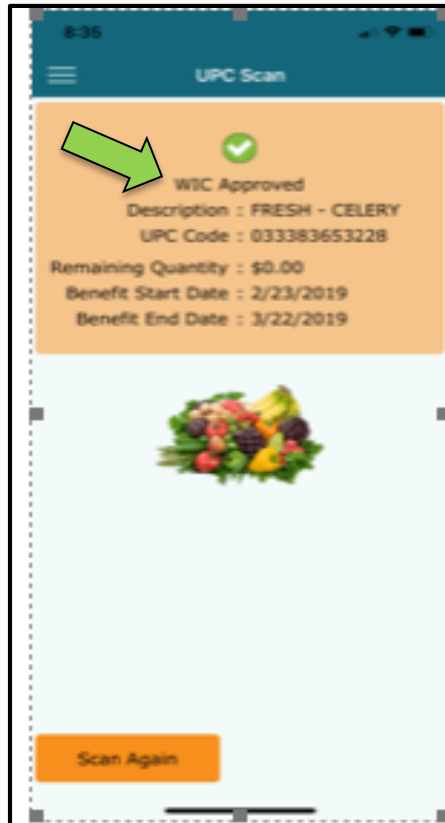 8:35
UPC Scan
WIC Approved
Description : FRESH - CELERY
UPC Code : 033383653228
Remaining Quantity : $0.00
Benefit Start Date : 2/23/2019
Benefit End Date : 3/22/2019
Scan Again